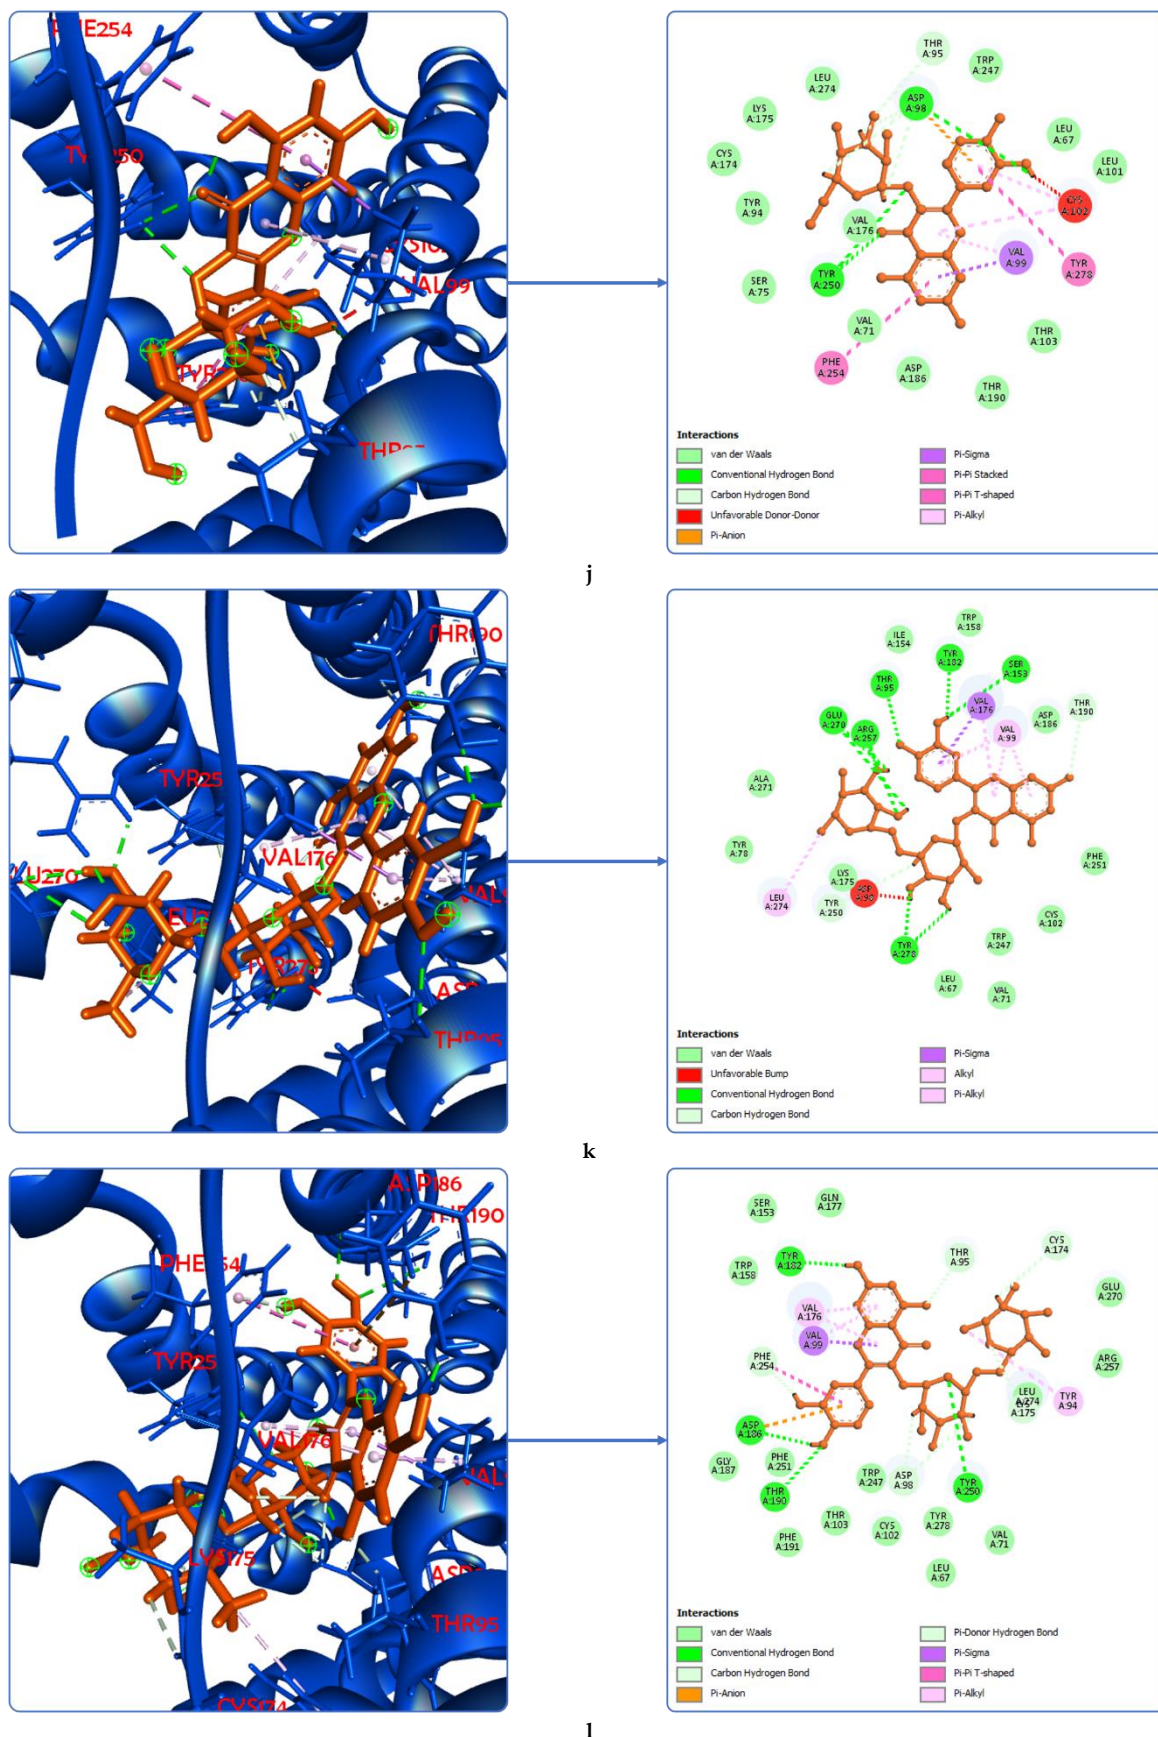 PHE254
TYR250
VAL99
THR
A:95
TRP
A:247
LEU
A:274
ASP
A:98
LYS
A:175
LEU
A:67
CYS
A:174
LEU
A:101
TYR
A:94
CYS
A:102
VAL
A:176
VAL
A:99
TYR
A:278
TYR
A:250
SER
A:75
VAL
A:71
THR
A:103
PHE
A:254
ASP
A:186
THR
A:190
Interactions
van der Waals
Conventional Hydrogen Bond
Carbon Hydrogen Bond
Unfavorable Donor-Donor
Pi-Anion
Pi-Sigma
Pi-Pi Stacked
Pi-Pi T-shaped
Pi-Alkyl
j
THR190
TYR25
VAL176
LU270
THR95
TRP
A:158
ILE
A:154
TYR
A:182
SER
A:153
THR
A:95
VAL
A:176
GLU
A:270
ARG
A:257
VAL
A:99
ASP
A:186
THR
A:190
ALA
A:271
TYR
A:78
PHE
A:251
LYS
A:175
ASP
A:98
LEU
A:274
TYR
A:250
CYS
A:102
TYR
A:278
TRP
A:247
LEU
A:67
VAL
A:71
Interactions
van der Waals
Unfavorable Bump
Conventional Hydrogen Bond
Carbon Hydrogen Bond
Pi-Sigma
Alkyl
Pi-Alkyl
k
ASP186
THR190
TYR25
VAL176
LYS175
THR95
CYS174
SER
A:153
GLN
A:177
TRP
A:158
TYR
A:182
THR
A:95
CYS
A:174
GLU
A:270
VAL
A:176
VAL
A:99
PHE
A:254
ARG
A:257
LEU
A:274
A:175
TYR
A:94
ASP
A:186
GLY
A:187
PHE
A:251
TRP
A:247
ASP
A:98
TYR
A:250
THR
A:190
THR
A:103
CYS
A:102
TYR
A:278
VAL
A:71
PHE
A:191
LEU
A:67
Interactions
van der Waals
Conventional Hydrogen Bond
Carbon Hydrogen Bond
Pi-Anion
Pi-Donor Hydrogen Bond
Pi-Sigma
Pi-Pi T-shaped
Pi-Alkyl
l